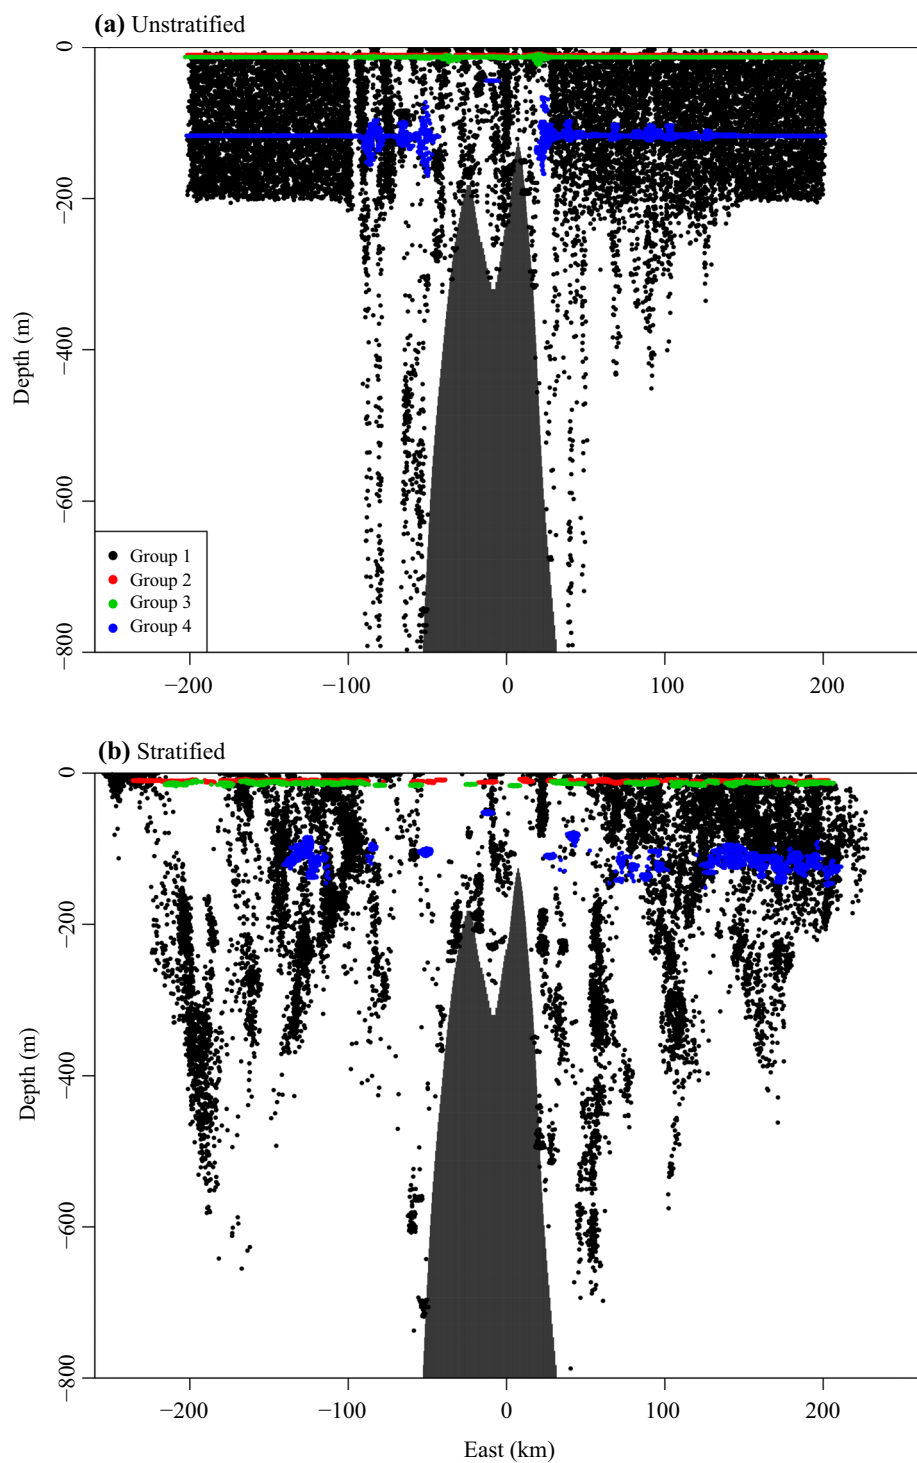 (a) Unstratified
0
−200
−400
−600
−800
Depth (m)
Group 1
Group 2
Group 3
Group 4
−200 −100 0 100 200
(b) Stratified
0
−200
−400
−600
−800
Depth (m)
−200 −100 0 100 200
East (km)